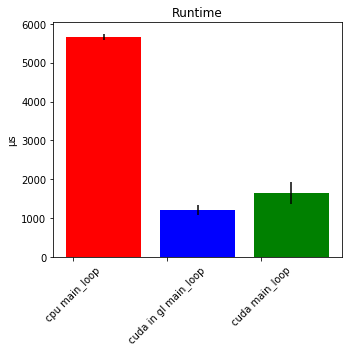 Runtime
6000
5000
4000
3000
2000
1000
0
µs
cpu main_loop
cuda in gl main_loop
cuda main_loop